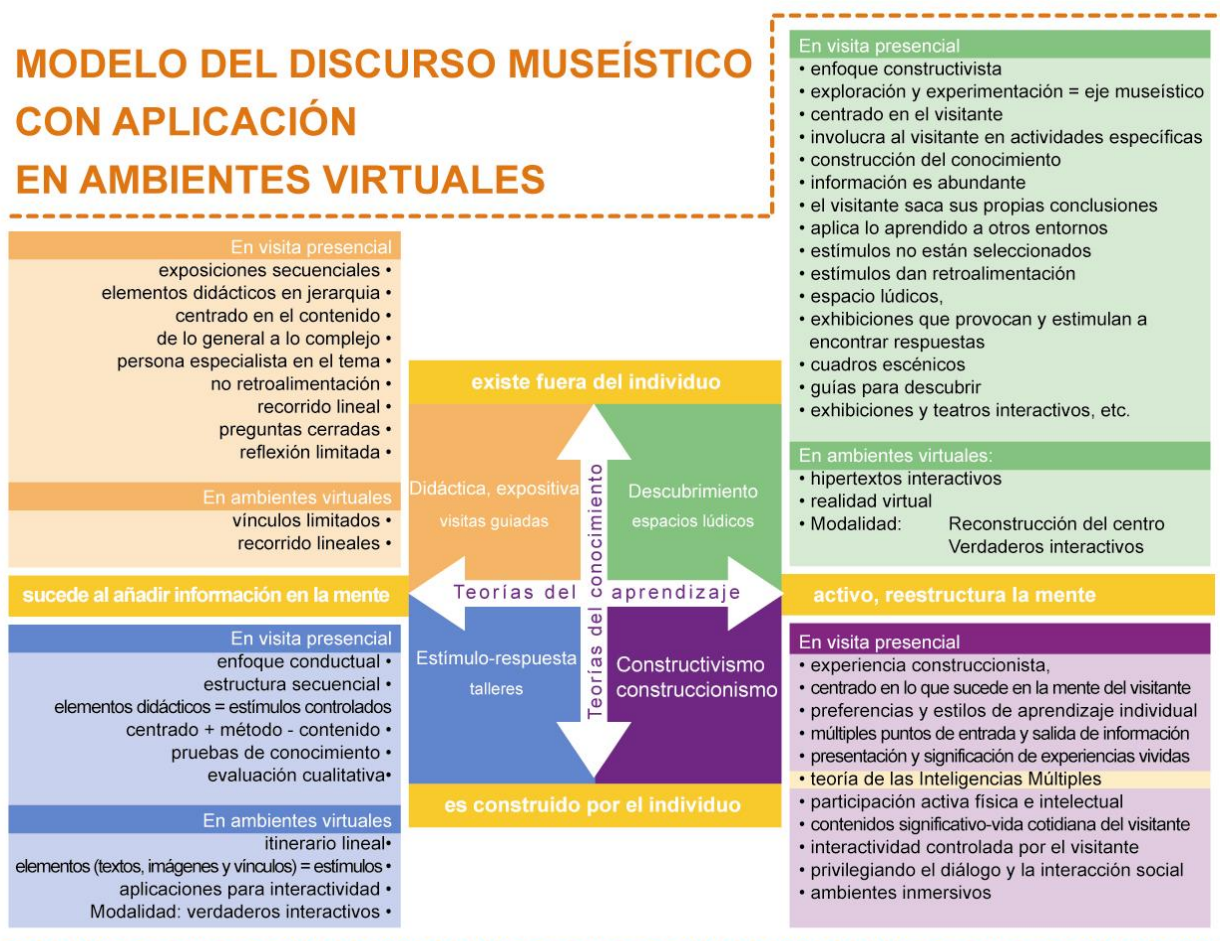 MODELO DEL DISCURSO MUSEÍSTICO
CON APLICACIÓN
EN AMBIENTES VIRTUALES
En visita presencial
exposiciones secuenciales •
elementos didácticos en jerarquia •
centrado en el contenido •
de lo general a lo complejo •
persona especialista en el tema •
no retroalimentación •
recorrido lineal •
preguntas cerradas •
reflexión limitada •
En ambientes virtuales
vínculos limitados •
recorrido lineales •
En visita presencial
• enfoque constructivista
• exploración y experimentación = eje museístico
• centrado en el visitante
• involucra al visitante en actividades específicas
• construcción del conocimiento
• información es abundante
• el visitante saca sus propias conclusiones
• aplica lo aprendido a otros entornos
• estímulos no están seleccionados
• estímulos dan retroalimentación
• espacio lúdicos,
• exhibiciones que provocan y estimulan a
encontrar respuestas
• cuadros escénicos
• guías para descubrir
• exhibiciones y teatros interactivos, etc.
En ambientes virtuales:
• hipertextos interactivos
• realidad virtual
• Modalidad: Reconstrucción del centro
Verdaderos interactivos
existe fuera del individuo
Didáctica, expositiva
visitas guiadas
Descubrimiento
espacios lúdicos
Teorías del conocimiento
sucede al añadir información en la mente
Teorías del aprendizaje
activo, reestructura la mente
Estímulo-respuesta
talleres
Constructivismo
construccionismo
es construido por el individuo
En visita presencial
enfoque conductual •
estructura secuencial •
elementos didácticos = estímulos controlados
centrado + método - contenido •
pruebas de conocimiento •
evaluación cualitativa•
En ambientes virtuales
itinerario lineal•
elementos (textos, imágenes y vínculos) = estímulos •
aplicaciones para interactividad •
Modalidad: verdaderos interactivos •
En visita presencial
• experiencia construccionista,
• centrado en lo que sucede en la mente del visitante
• preferencias y estilos de aprendizaje individual
• múltiples puntos de entrada y salida de información
• presentación y significación de experiencias vividas
• teoría de las Inteligencias Múltiples
• participación activa física e intelectual
• contenidos significativo-vida cotidiana del visitante
• interactividad controlada por el visitante
• privilegiando el diálogo y la interacción social
• ambientes inmersivos